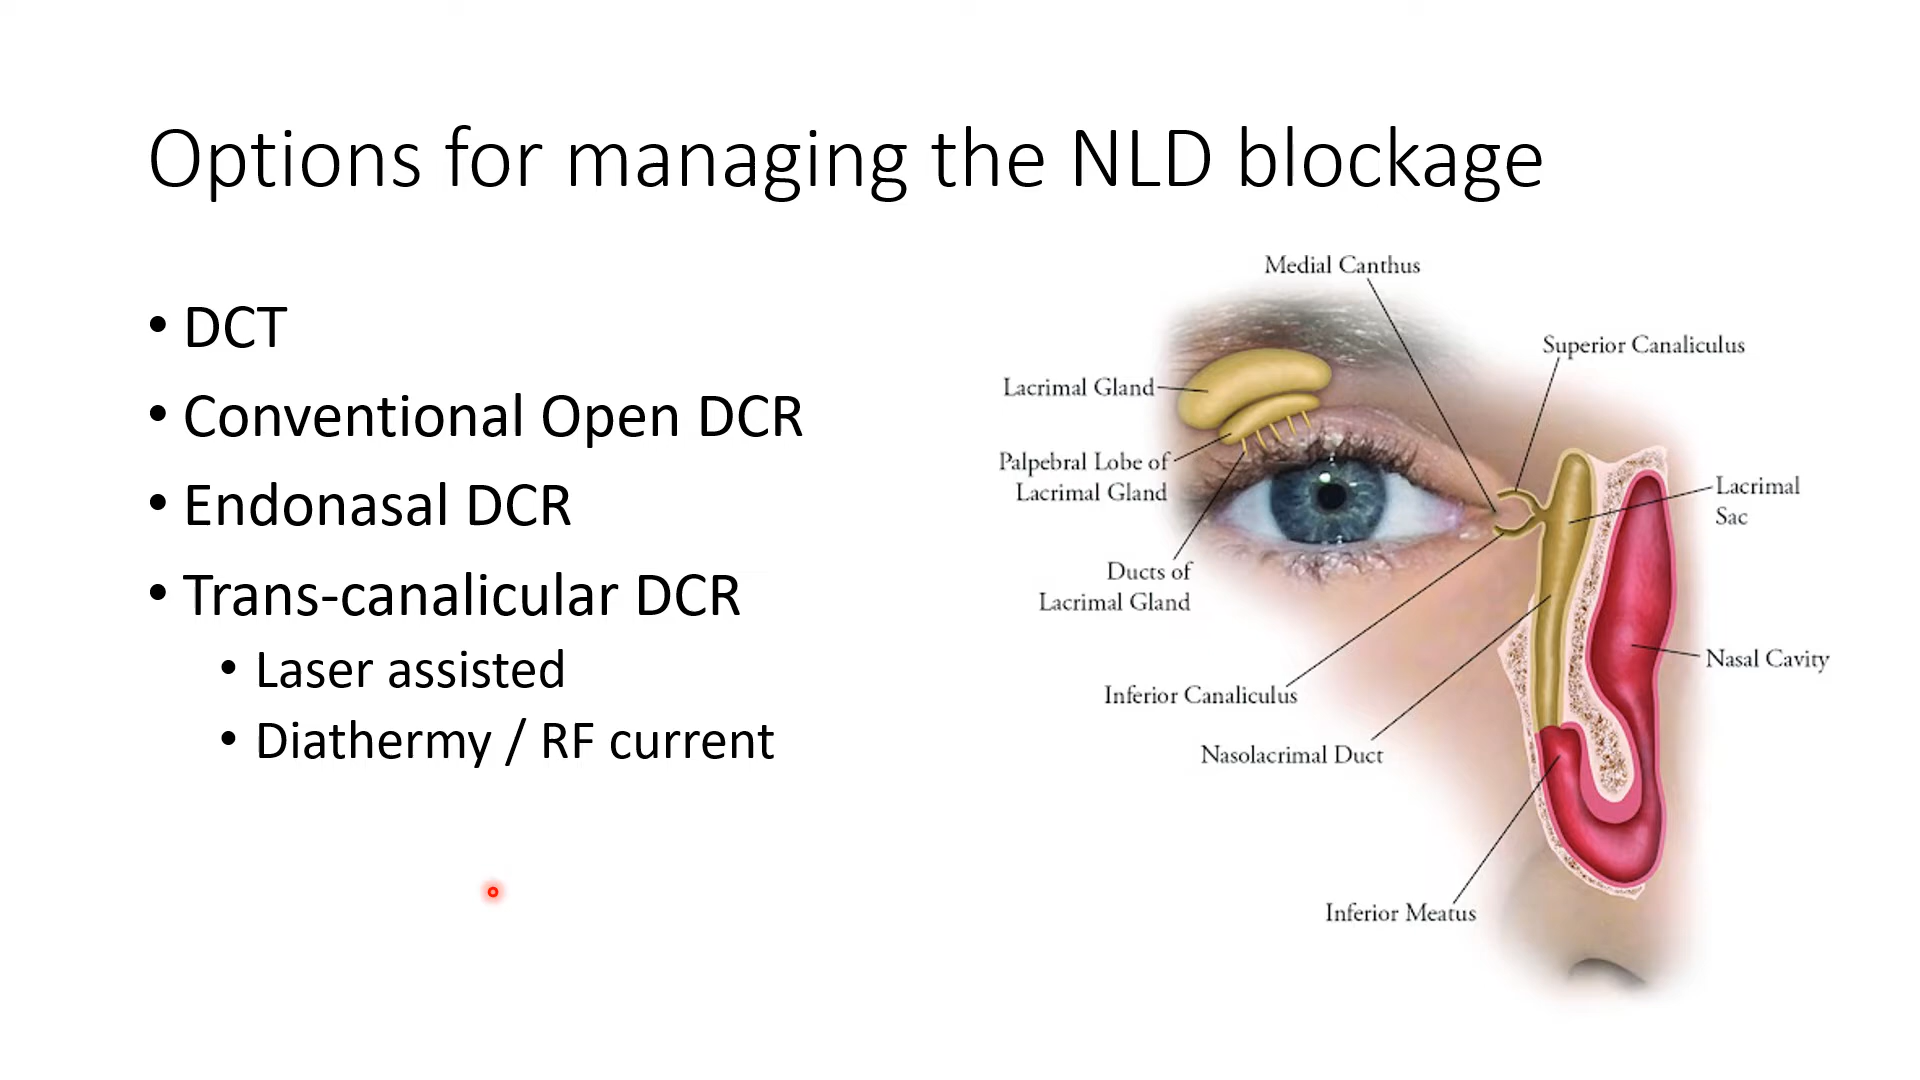 Options for managing the NLD blockage
• DCT
• Conventional Open DCR
• Endonasal DCR
• Trans-canalicular DCR
• Laser assisted
• Diathermy / RF current
Medial Canthus
Superior Canaliculus
Lacrimal Gland
Palpebral Lobe of
Lacrimal Gland
Lacrimal
Sac
Ducts of
Lacrimal Gland
Nasal Cavity
Inferior Canaliculus
Nasolacrimal Duct
Inferior Meatus